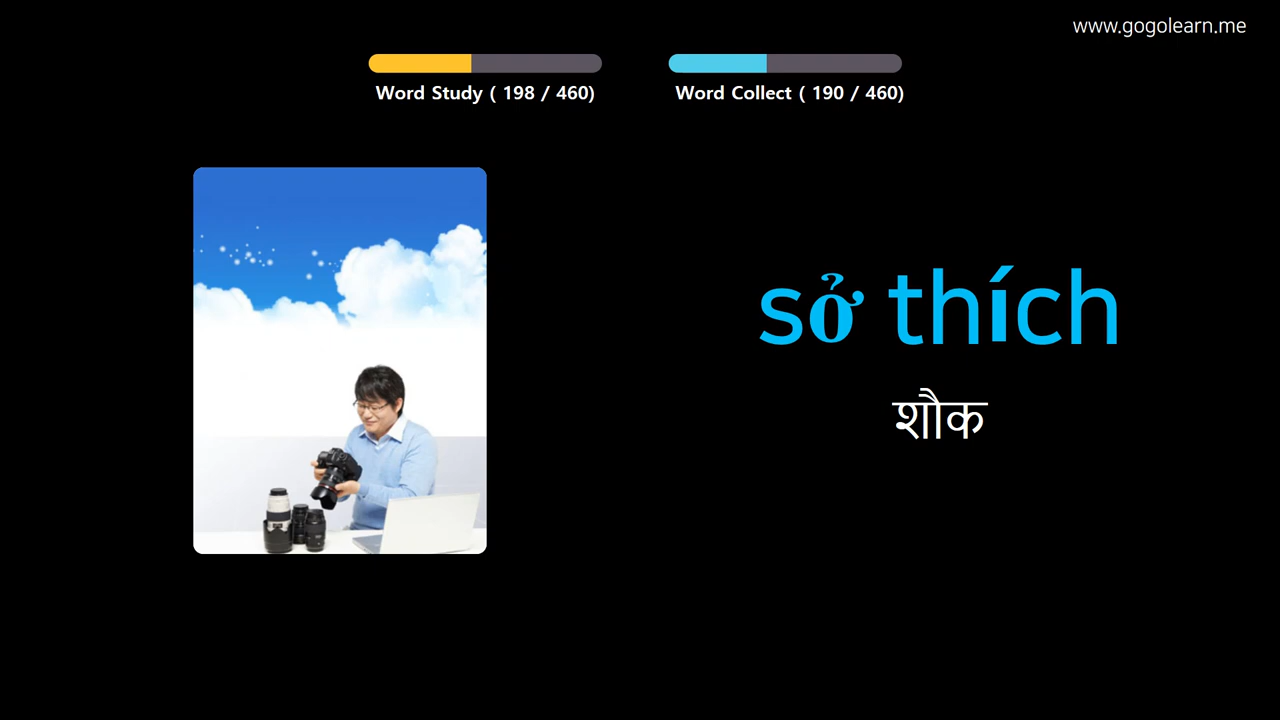 www.gogolearn.me
Word Study ( 198 / 460)
Word Collect ( 190 / 460)
sở thích
शौक